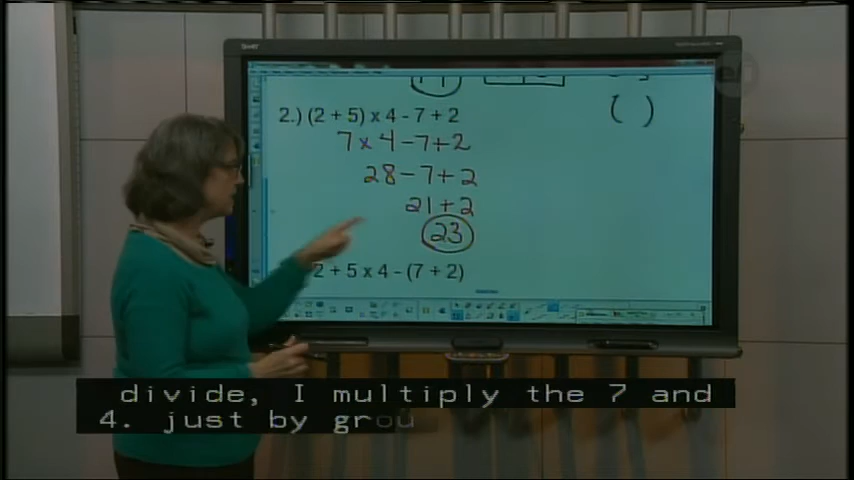 2.) (2 + 5) x 4 - 7 + 2
( )
7 x 4 - 7 + 2
28 - 7 + 2
21 + 2
23
2 + 5 x 4 - (7 + 2)
divide, I multiply the 7 and
4. just by grou